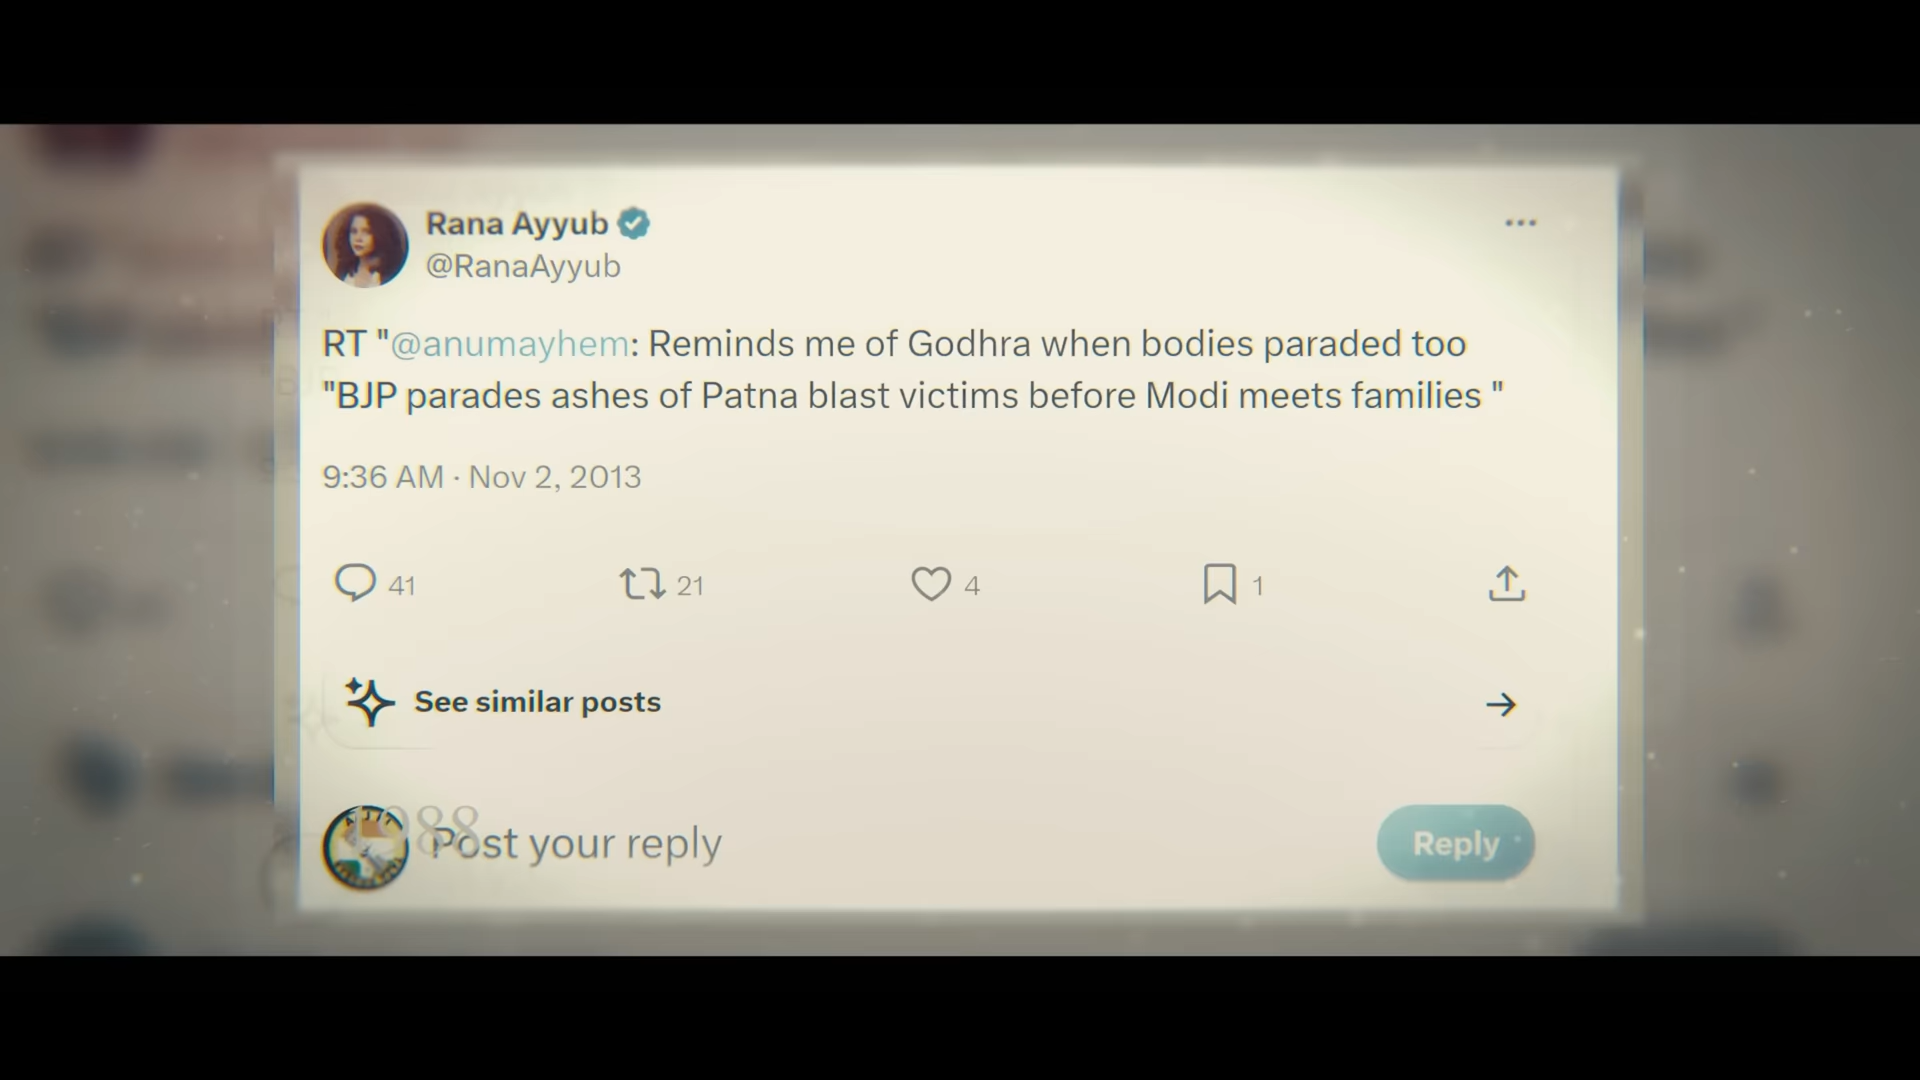 Rana Ayyub
@RanaAyyub
RT "@anumayhem: Reminds me of Godhra when bodies paraded too
"BJP parades ashes of Patna blast victims before Modi meets families "
9:36 AM · Nov 2, 2013
41 21 4 1
See similar posts
Post your reply
Reply